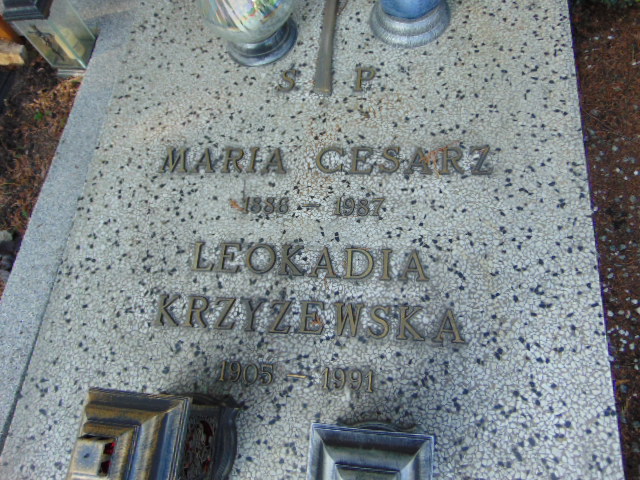 S P
MARIA CESARZ
1886 - 1987
LEOKADIA
KRZYŻEWSKA
1905 - 1991